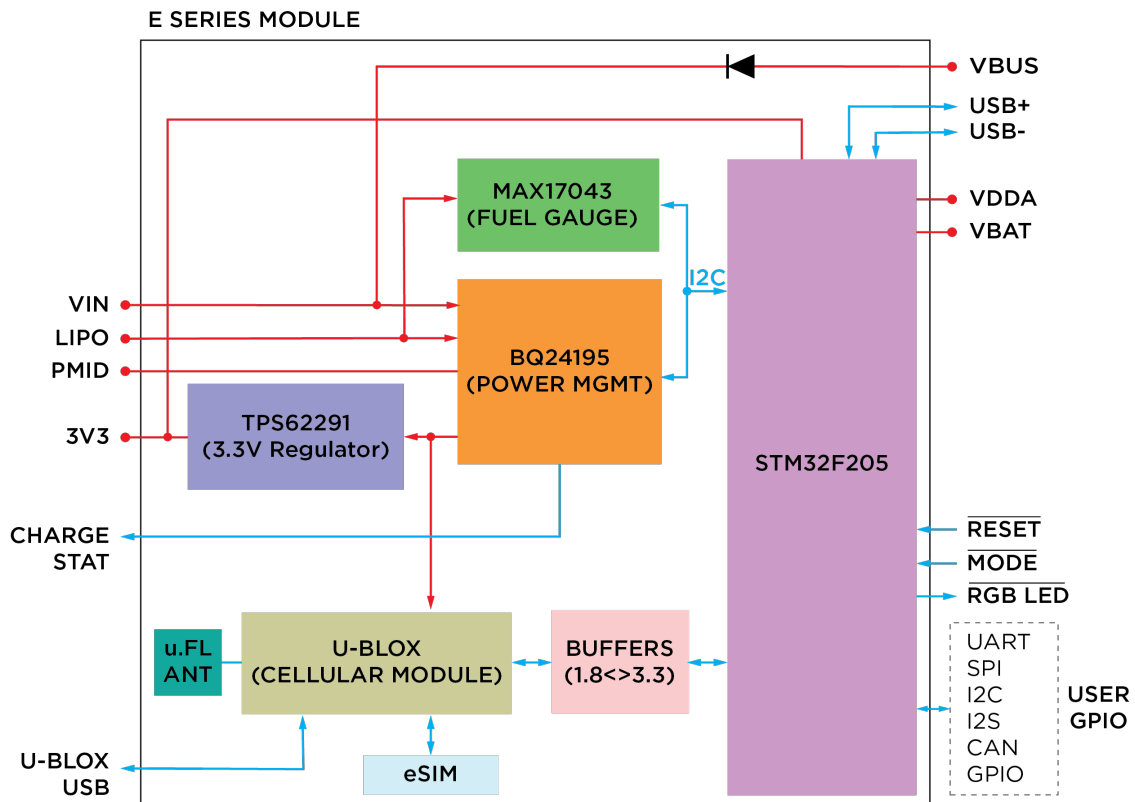 E SERIES MODULE
VBUS
USB+
USB-
MAX17043
(FUEL GAUGE)
VDDA
VBAT
I2C
VIN
LIPO
PMID
3V3
BQ24195
(POWER MGMT)
TPS62291
(3.3V Regulator)
STM32F205
CHARGE
STAT
RESET
MODE
RGB LED
u.FL
ANT
U-BLOX
(CELLULAR MODULE)
BUFFERS
(1.8<>3.3)
UART
SPI
I2C
I2S
CAN
GPIO
USER
GPIO
U-BLOX
USB
eSIM